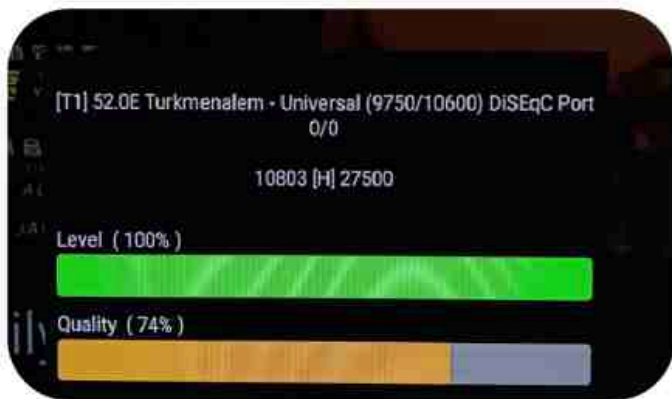 [T1] 52.0E Turkmenalem - Universal (9750/10600) DiSEqC Port
0/0
10803 [H] 27500
Level ( 100% )
Quality ( 74% )